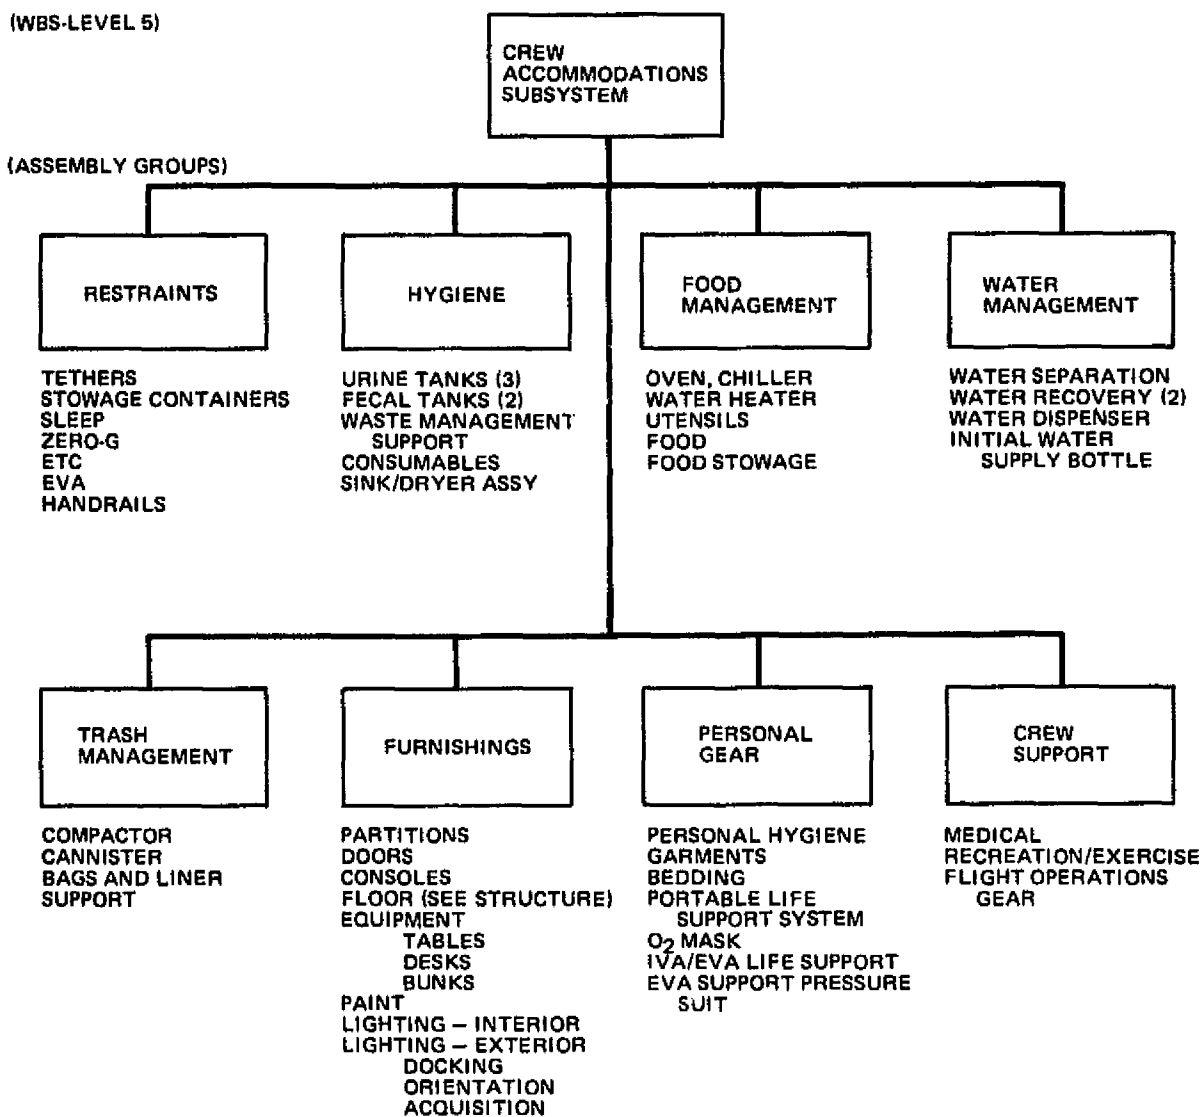 (WBS-LEVEL 5)
CREW
ACCOMMODATIONS
SUBSYSTEM
(ASSEMBLY GROUPS)
RESTRAINTS
TETHERS
STOWAGE CONTAINERS
SLEEP
ZERO-G
ETC
EVA
HANDRAILS
HYGIENE
URINE TANKS (3)
FECAL TANKS (2)
WASTE MANAGEMENT
SUPPORT
CONSUMABLES
SINK/DRYER ASSY
FOOD
MANAGEMENT
OVEN, CHILLER
WATER HEATER
UTENSILS
FOOD
FOOD STOWAGE
WATER
MANAGEMENT
WATER SEPARATION
WATER RECOVERY (2)
WATER DISPENSER
INITIAL WATER
SUPPLY BOTTLE
TRASH
MANAGEMENT
COMPACTOR
CANNISTER
BAGS AND LINER
SUPPORT
FURNISHINGS
PARTITIONS
DOORS
CONSOLES
FLOOR (SEE STRUCTURE)
EQUIPMENT
TABLES
DESKS
BUNKS
PAINT
LIGHTING – INTERIOR
LIGHTING – EXTERIOR
DOCKING
ORIENTATION
ACQUISITION
PERSONAL
GEAR
PERSONAL HYGIENE
GARMENTS
BEDDING
PORTABLE LIFE
SUPPORT SYSTEM
O2 MASK
IVA/EVA LIFE SUPPORT
EVA SUPPORT PRESSURE
SUIT
CREW
SUPPORT
MEDICAL
RECREATION/EXERCISE
FLIGHT OPERATIONS
GEAR